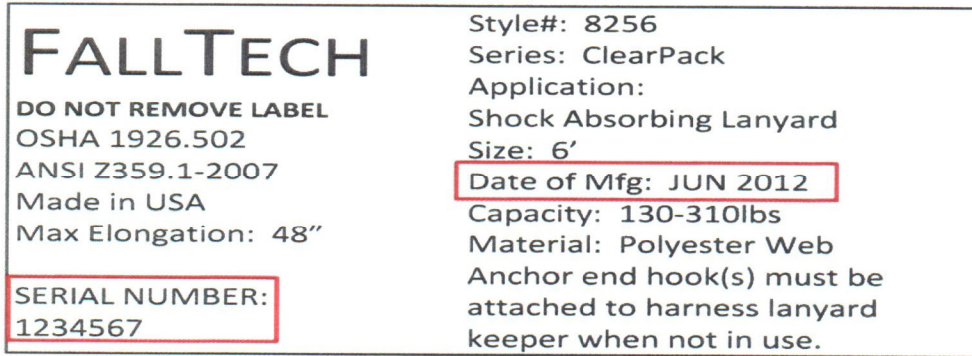 FALLTECH
DO NOT REMOVE LABEL
OSHA 1926.502
ANSI Z359.1-2007
Made in USA
Max Elongation: 48″
SERIAL NUMBER:
1234567
Style#: 8256
Series: ClearPack
Application:
Shock Absorbing Lanyard
Size: 6′
Date of Mfg: JUN 2012
Capacity: 130-310lbs
Material: Polyester Web
Anchor end hook(s) must be
attached to harness lanyard
keeper when not in use.